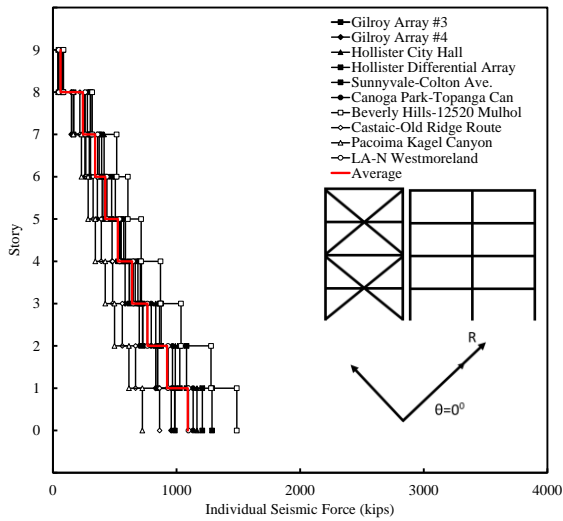 Gilroy Array #3
Gilroy Array #4
Hollister City Hall
Hollister Differential Array
Sunnyvale-Colton Ave.
Canoga Park-Topanga Can
Beverly Hills-12520 Mulhol
Castaic-Old Ridge Route
Pacoima Kagel Canyon
LA-N Westmoreland
Average
9
8
7
6
5
4
3
2
1
0
Story
R
θ=0⁰
0 1000 2000 3000 4000
Individual Seismic Force (kips)